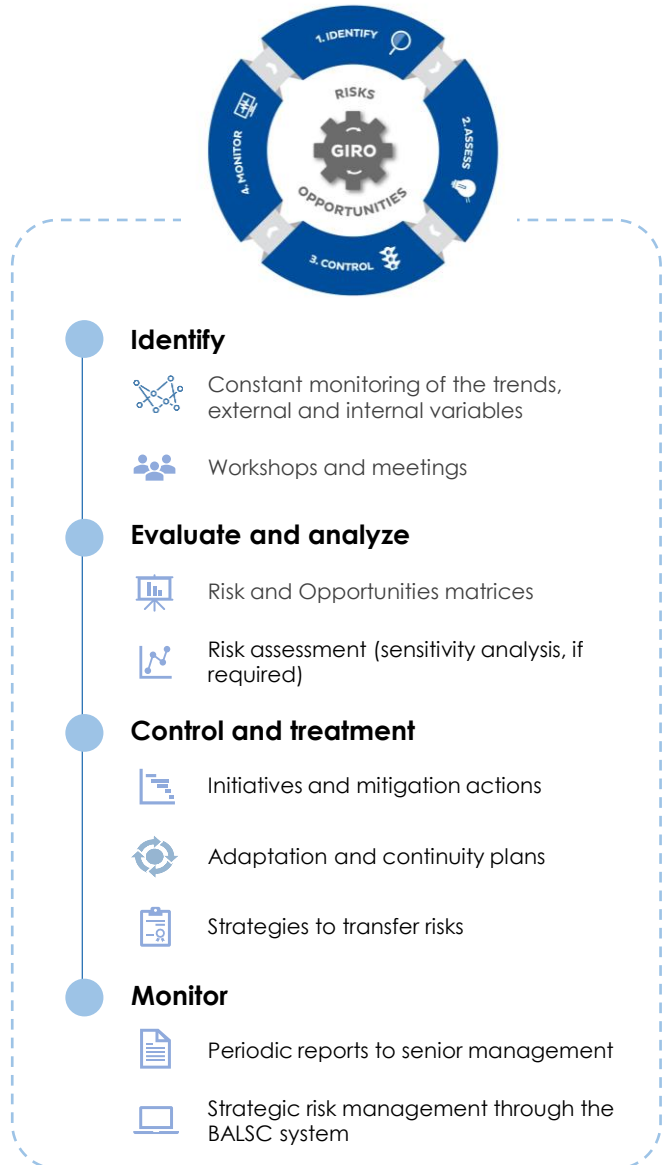 1. IDENTIFY
2. ASSESS
3. CONTROL
4. MONITOR
RISKS
GIRO
OPPORTUNITIES
Identify
Constant monitoring of the trends,
external and internal variables
Workshops and meetings
Evaluate and analyze
Risk and Opportunities matrices
Risk assessment (sensitivity analysis, if
required)
Control and treatment
Initiatives and mitigation actions
Adaptation and continuity plans
Strategies to transfer risks
Monitor
Periodic reports to senior management
Strategic risk management through the
BALSC system